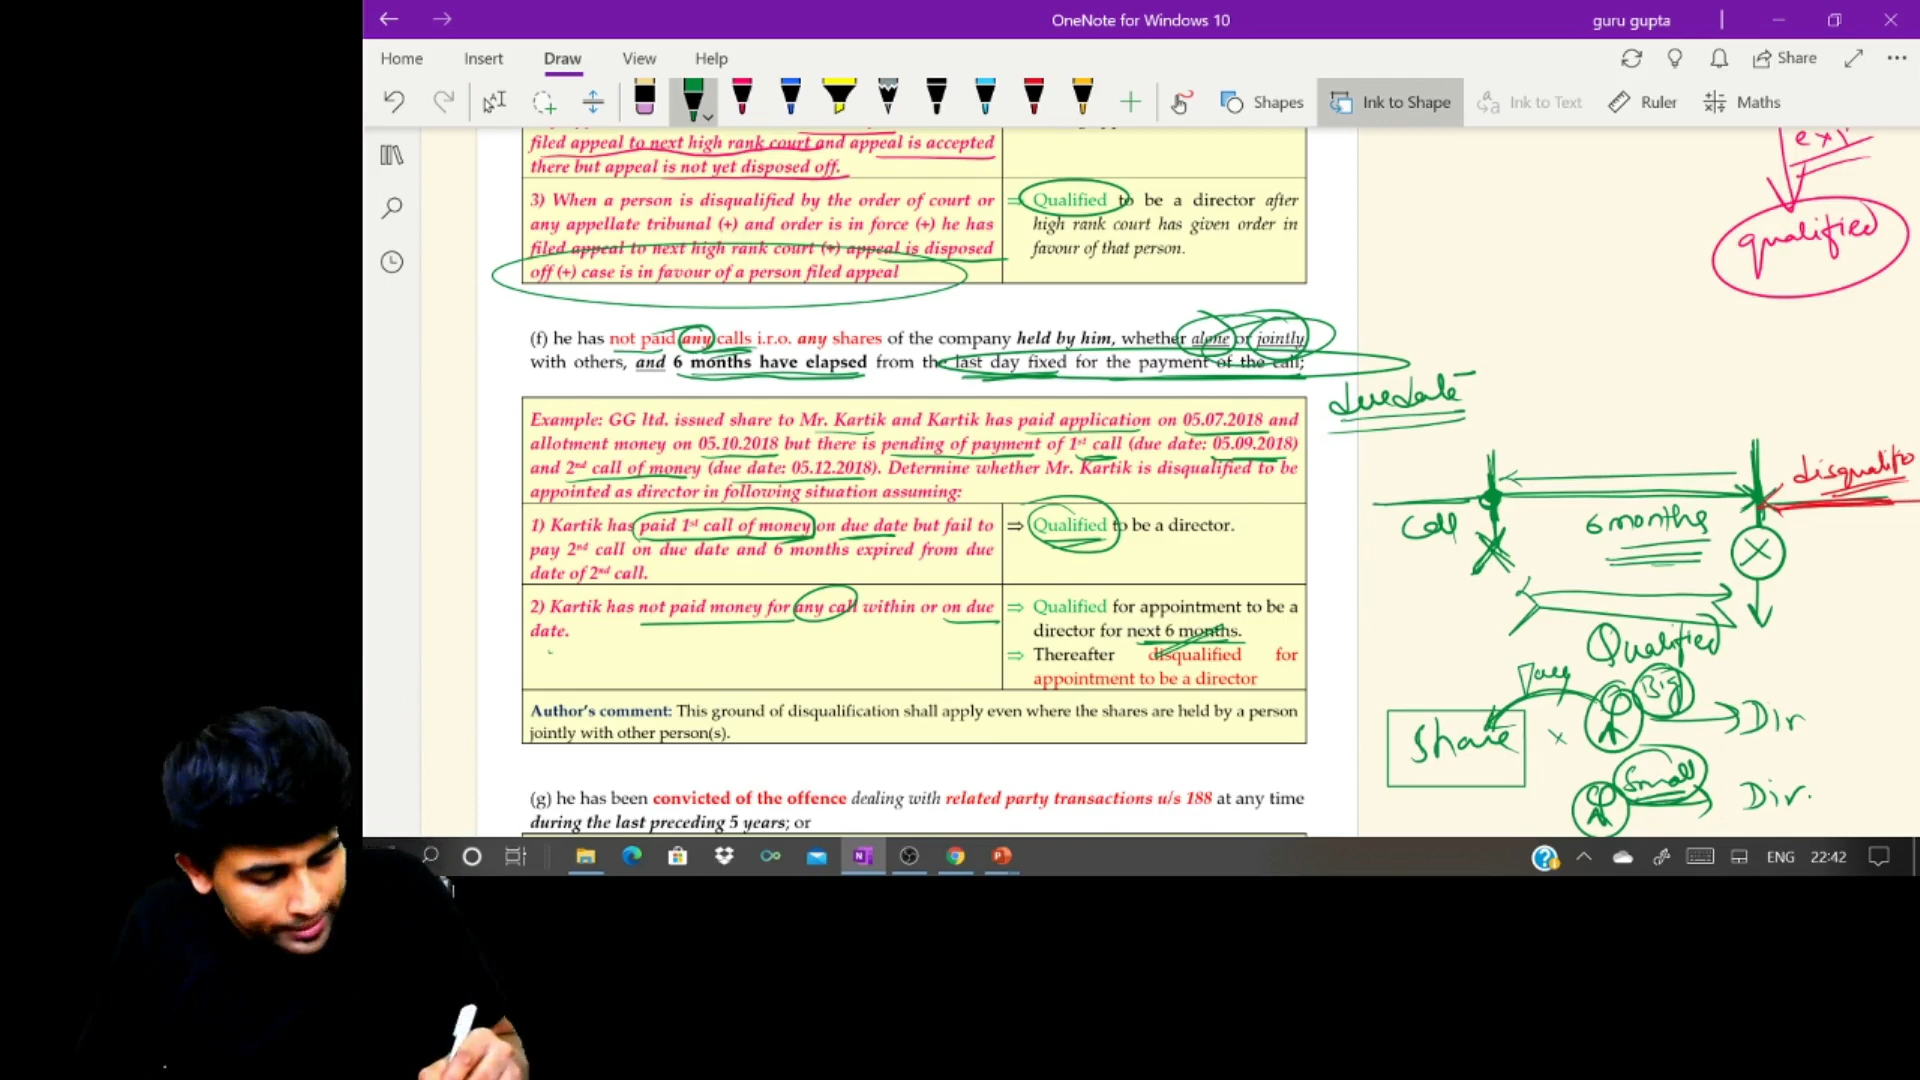 OneNote for Windows 10
guru gupta
Home Insert Draw View Help
Share
Shapes Ink to Shape Ink to Text Ruler Maths
filed appeal to next high rank court and appeal is accepted
there but appeal is not yet disposed off.
3) When a person is disqualified by the order of court or
any appellate tribunal (+) and order is in force (+) he has
filed appeal to next high rank court (+) appeal is disposed
off (+) case is in favour of a person filed appeal
⇒ Qualified to be a director after
high rank court has given order in
favour of that person.
qualified
(f) he has not paid any calls i.r.o. any shares of the company held by him, whether alone or jointly
with others, and 6 months have elapsed from the last day fixed for the payment of the call;
due date
Example: GG ltd. issued share to Mr. Kartik and Kartik has paid application on 05.07.2018 and
allotment money on 05.10.2018 but there is pending of payment of 1st call (due date: 05.09.2018)
and 2nd call of money (due date: 05.12.2018). Determine whether Mr. Kartik is disqualified to be
appointed as director in following situation assuming:
1) Kartik has paid 1st call of money on due date but fail to
pay 2nd call on due date and 6 months expired from due
date of 2nd call.
⇒ Qualified to be a director.
2) Kartik has not paid money for any call within or on due
date.
⇒ Qualified for appointment to be a
director for next 6 months.
⇒ Thereafter disqualified for
appointment to be a director
Author's comment: This ground of disqualification shall apply even where the shares are held by a person
jointly with other person(s).
(g) he has been convicted of the offence dealing with related party transactions u/s 188 at any time
during the last preceding 5 years; or
Call
6 months
Qualified
Big
Dir
Share
Small
Dir.
ENG 22:42